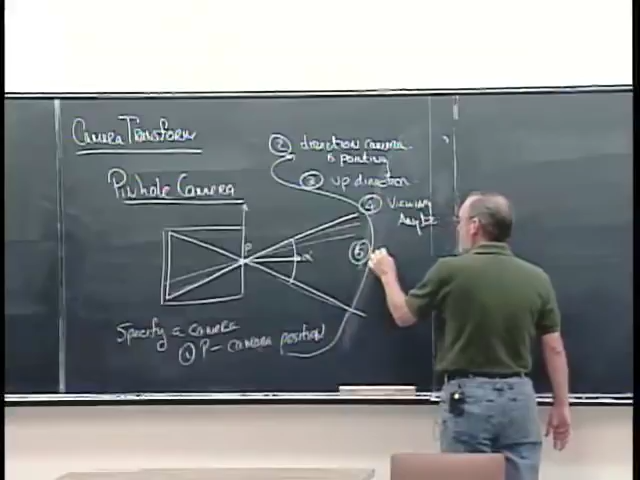 Camera Transform
Pinhole Camera
P
α
Specify a camera
① P - camera position
② direction camera
is pointing
③ up direction
④ Viewing
Angle
⑤